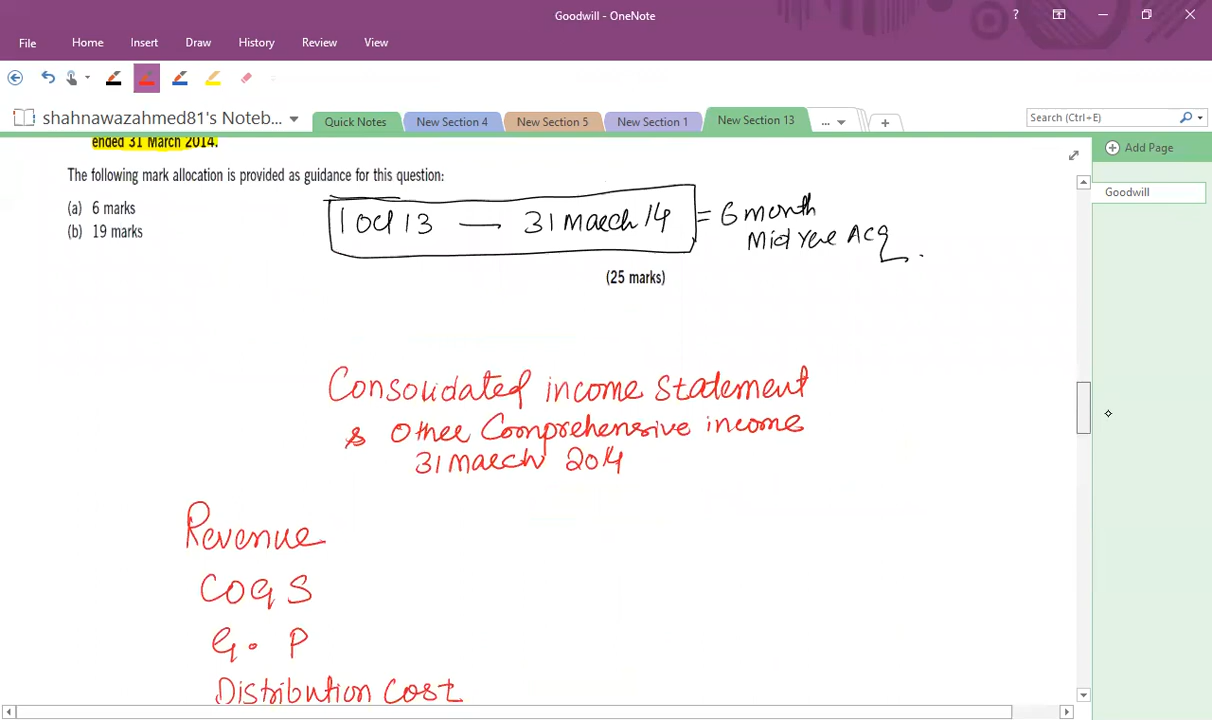 Goodwill - OneNote
?
File Home Insert Draw History Review View
shahnawazahmed81's Noteb... Quick Notes New Section 4 New Section 5 New Section 1 New Section 13 ... + Search (Ctrl+E)
ended 31 March 2014.
Add Page
Goodwill
The following mark allocation is provided as guidance for this question:
(a) 6 marks
(b) 19 marks
1 Oct 13 — 31 March 14 = 6 month
Mid Year Acq.
(25 marks)
Consolidated income Statement
& Other Comprehensive income
31 March 2014
Revenue
COGS
G. P
Distribution Cost